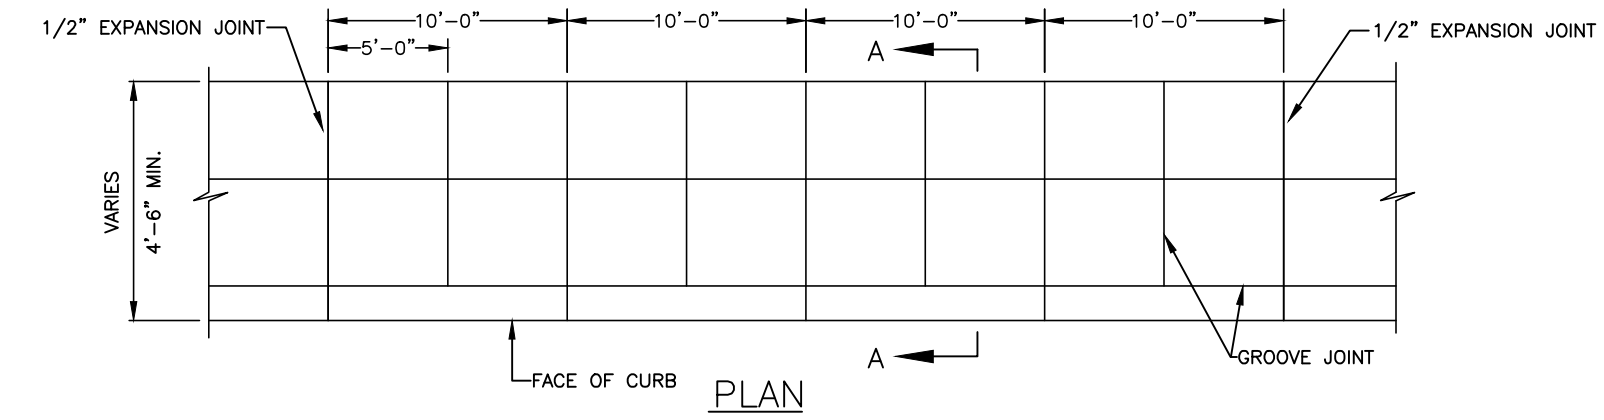 10'-0" 10'-0" 10'-0" 10'-0"
1/2" EXPANSION JOINT
1/2" EXPANSION JOINT
5'-0"
A
VARIES
4'-6" MIN.
A
GROOVE JOINT
FACE OF CURB
PLAN